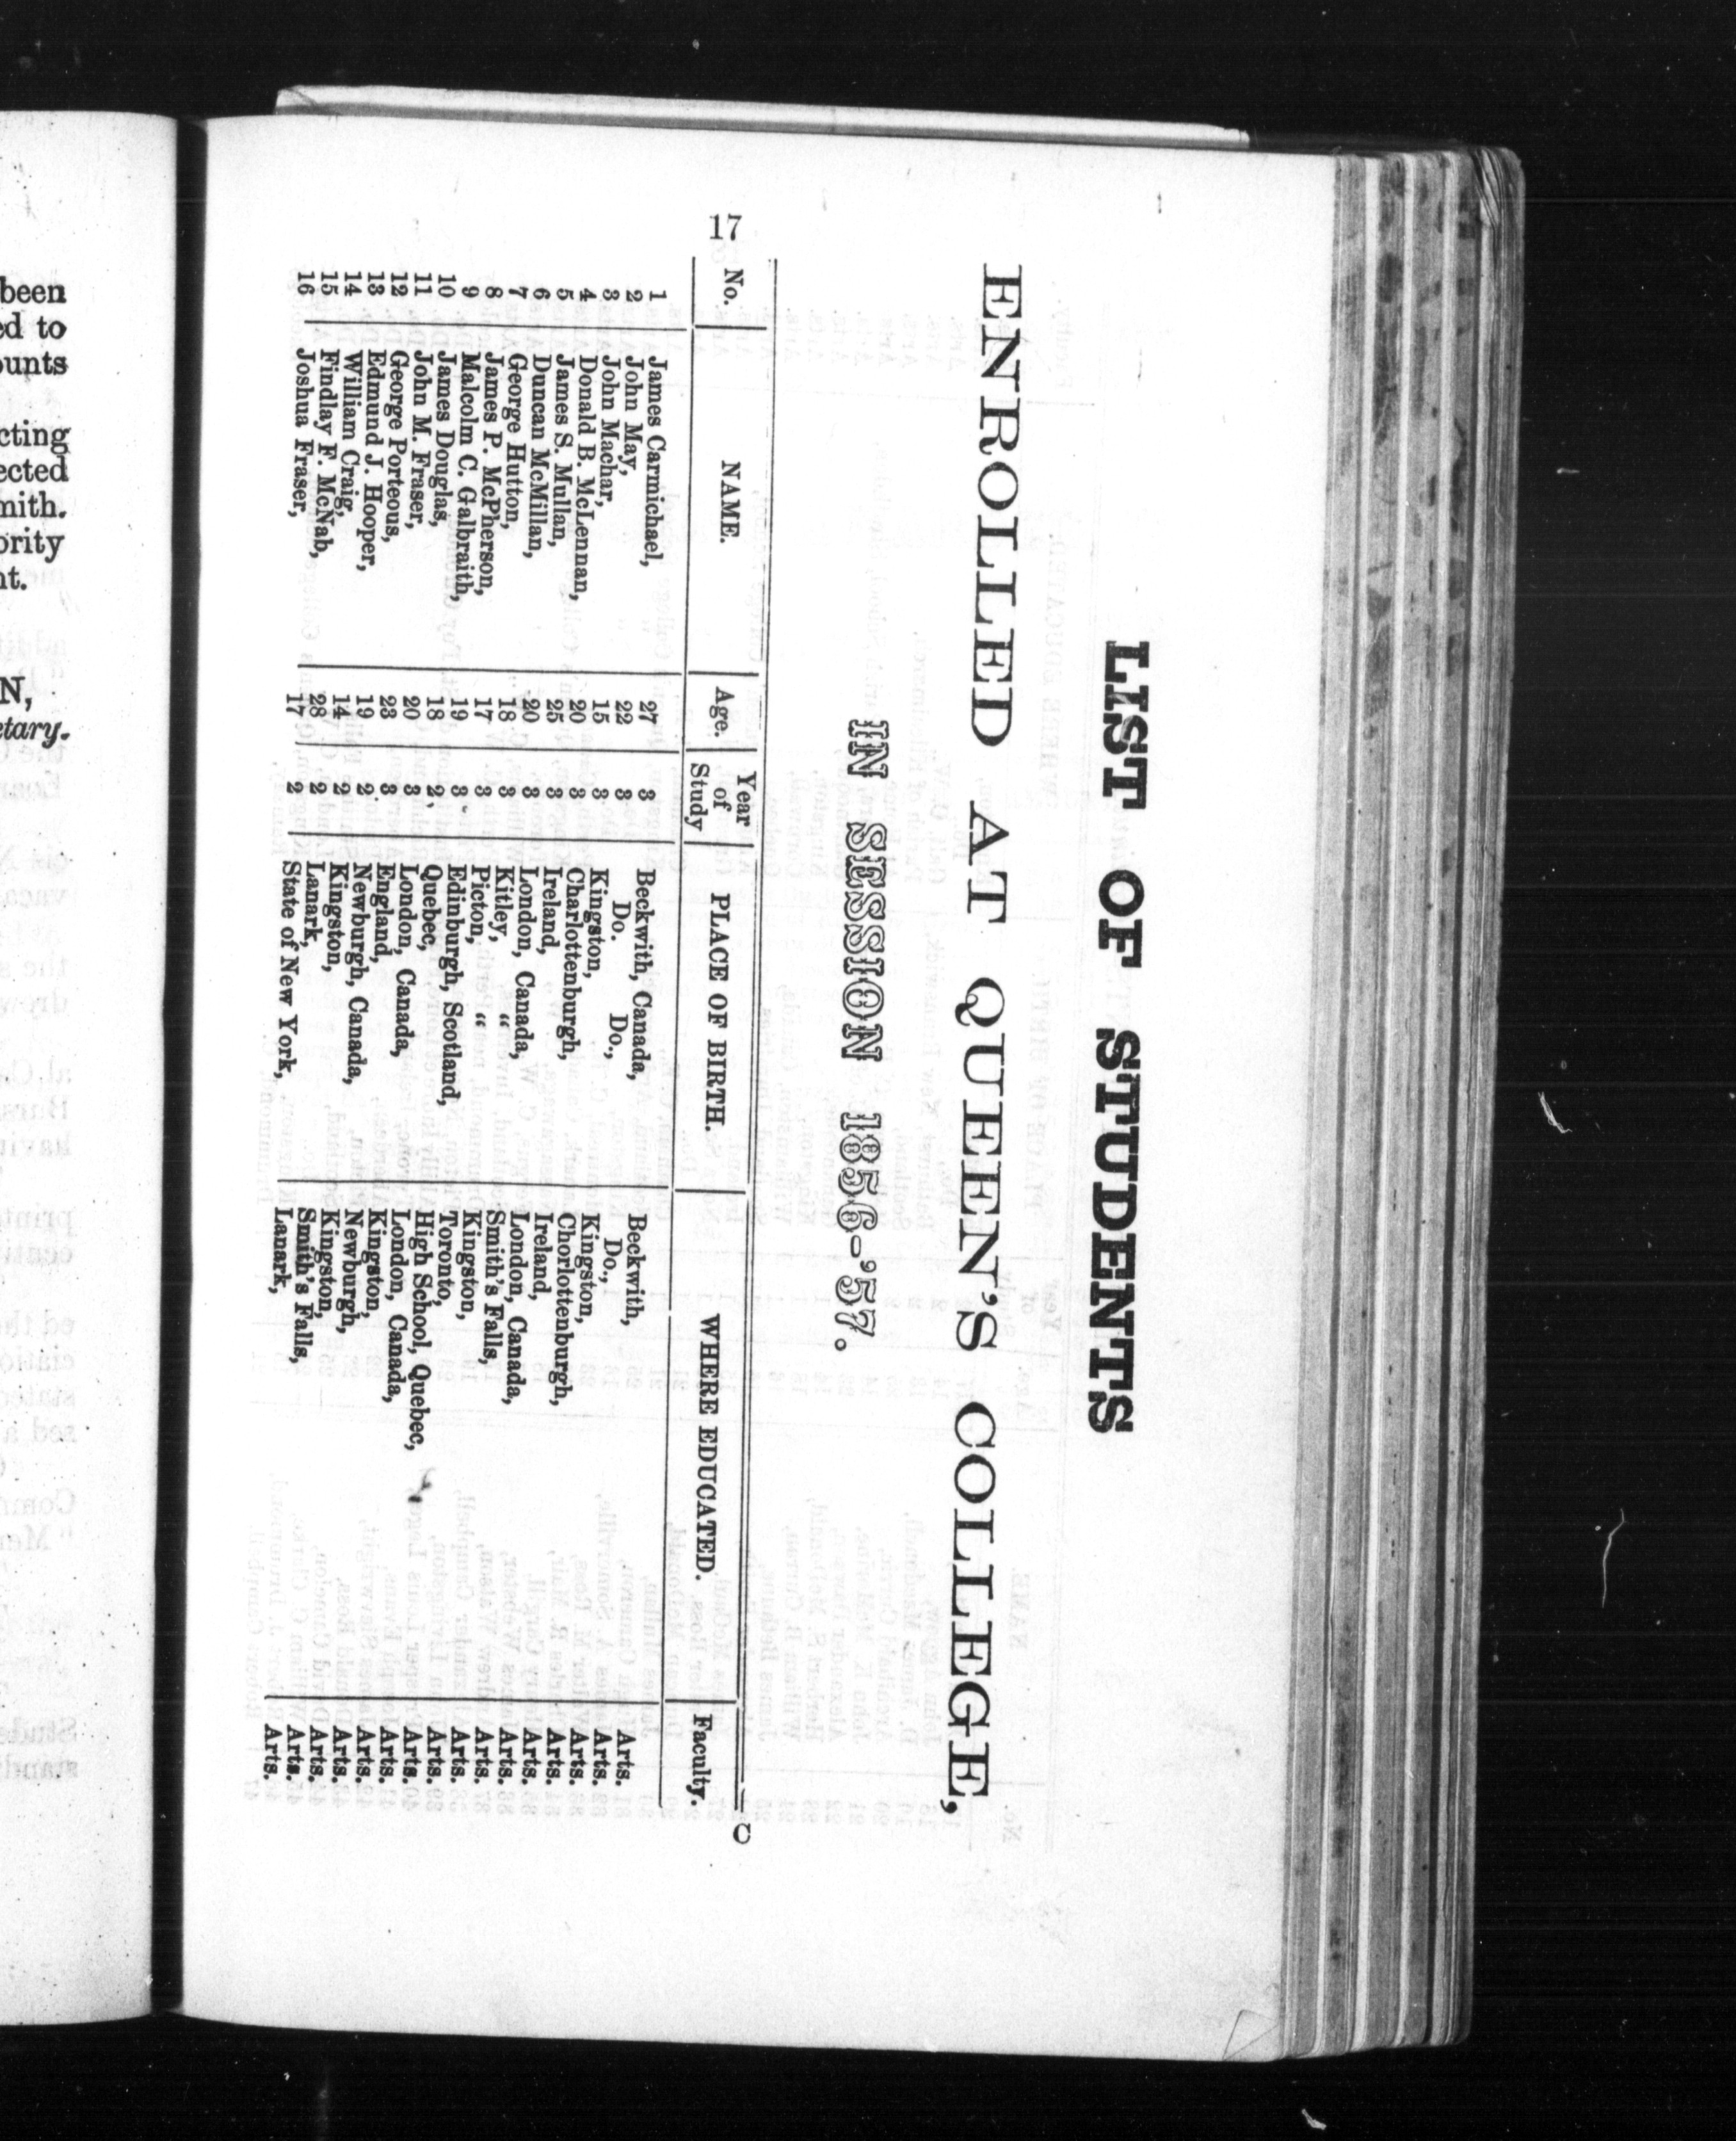 been
ed to
ounts
cting
ected
mith.
ority
nt.
N,
etary.
LIST OF STUDENTS
ENROLLED AT QUEEN'S COLLEGE,
IN SESSION 1856-'57.
17
C
No. NAME. Age. Year of Study PLACE OF BIRTH. WHERE EDUCATED. Faculty.
1 James Carmichael, 27 3 Beckwith, Canada, Beckwith, Arts.
2 John May, 22 3 Do. Do., Do., Arts.
3 John Machar, 15 3 Kingston, Kingston, Arts.
4 Donald B. McLennan, 20 3 Charlottenburgh, Chorlottenburgh, Arts.
5 James S. Mullan, 25 3 Ireland, Ireland, Arts.
6 Duncan McMillan, 20 3 London, Canada, London, Canada, Arts.
7 George Hutton, 18 3 Kitley, " Smith's Falls, Arts.
8 James P. McPherson, 17 3 Picton, " Kingston, Arts.
9 Malcolm C. Galbraith, 19 3 Edinburgh, Scotland, Toronto, Arts.
10 James Douglas, 18 2 Quebec, High School, Quebec, Arts.
11 John M. Fraser, 20 3 London, Canada, London, Canada, Arts.
12 George Porteous, 23 3 England, Kingston, Arts.
13 Edmund J. Hooper, 19 2 Newburgh, Canada, Newburgh, Arts.
14 William Craig, 14 2 Kingston, Kingston, Arts.
15 Findlay F. McNab, 28 2 Lanark, Smith's Falls, Arts.
16 Joshua Fraser, 17 2 State of New York, Lanark, Arts.